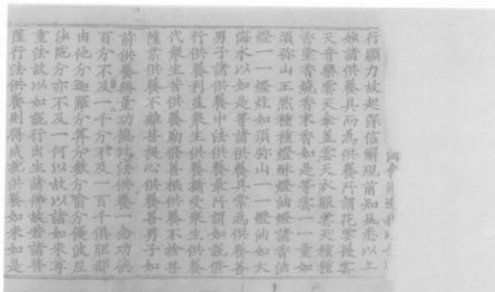 行願力故起深信解現前知見悉以上
妙諸供養具而為供養所謂花雲鬘雲
天音樂雲天傘蓋雲天衣服雲天種種
香塗香燒香末香如是等雲一一量如
須彌山王然種種燈酥燈油燈諸香油
燈一一燈炷如須彌山一一燈油如大
海水以如是等諸供養具常為供養善
男子諸供養中法供養最所謂如說修
行供養利益眾生供養攝受眾生供養
代眾生苦供養勤修善根供養不捨菩
薩業供養不離菩提心供養善男子如
前供養無量功德比法供養一念功德
百分不及一千分不及一百千俱胝那
由他分迦羅分算分數分喻分優波尼
沙陀分亦不及一何以故以諸如來尊
重法故以如說行出生諸佛故若諸菩
薩行法供養則得成就供養如來如是